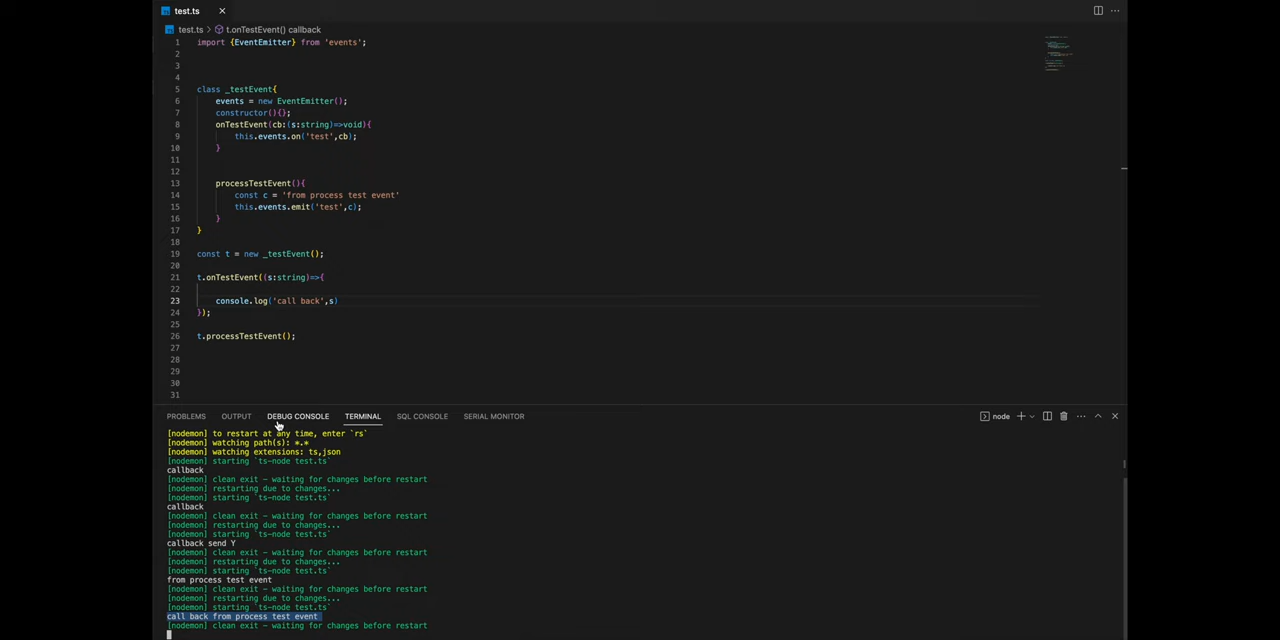 test.ts
test.ts > t.onTestEvent() callback
1 import {EventEmitter} from 'events';
2
3
4
5 class _testEvent{
6 events = new EventEmitter();
7 constructor(){};
8 onTestEvent(cb:(s:string)=>void){
9 this.events.on('test',cb);
10 }
11
12
13 processTestEvent(){
14 const c = 'from process test event'
15 this.events.emit('test',c);
16 }
17 }
18
19 const t = new _testEvent();
20
21 t.onTestEvent((s:string)=>{
22
23 console.log('call back',s)
24 });
25
26 t.processTestEvent();
27
28
29
30
31
PROBLEMS OUTPUT DEBUG CONSOLE TERMINAL SQL CONSOLE SERIAL MONITOR node
[nodemon] to restart at any time, enter `rs`
[nodemon] watching path(s): *.*
[nodemon] watching extensions: ts,json
[nodemon] starting `ts-node test.ts`
callback
[nodemon] clean exit - waiting for changes before restart
[nodemon] restarting due to changes...
[nodemon] starting `ts-node test.ts`
callback
[nodemon] clean exit - waiting for changes before restart
[nodemon] restarting due to changes...
[nodemon] starting `ts-node test.ts`
callback send Y
[nodemon] clean exit - waiting for changes before restart
[nodemon] restarting due to changes...
[nodemon] starting `ts-node test.ts`
from process test event
[nodemon] clean exit - waiting for changes before restart
[nodemon] restarting due to changes...
[nodemon] starting `ts-node test.ts`
call back from process test event
[nodemon] clean exit - waiting for changes before restart